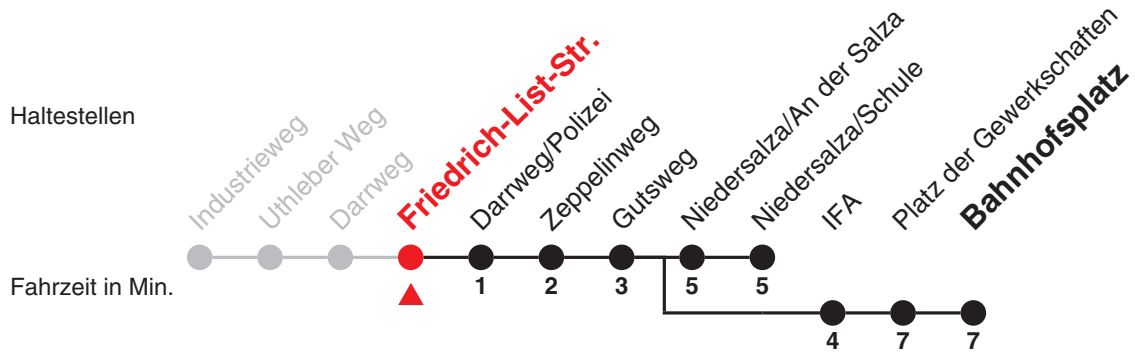 Haltestellen
Industrieweg
Uthleber Weg
Darrweg
Friedrich-List-Str.
Darrweg/Polizei
Zeppelinweg
Gutsweg
Niedersalza/An der Salza
Niedersalza/Schule
IFA
Platz der Gewerkschaften
Bahnhofsplatz
Fahrzeit in Min.
1 2 3 5 5
4 7 7